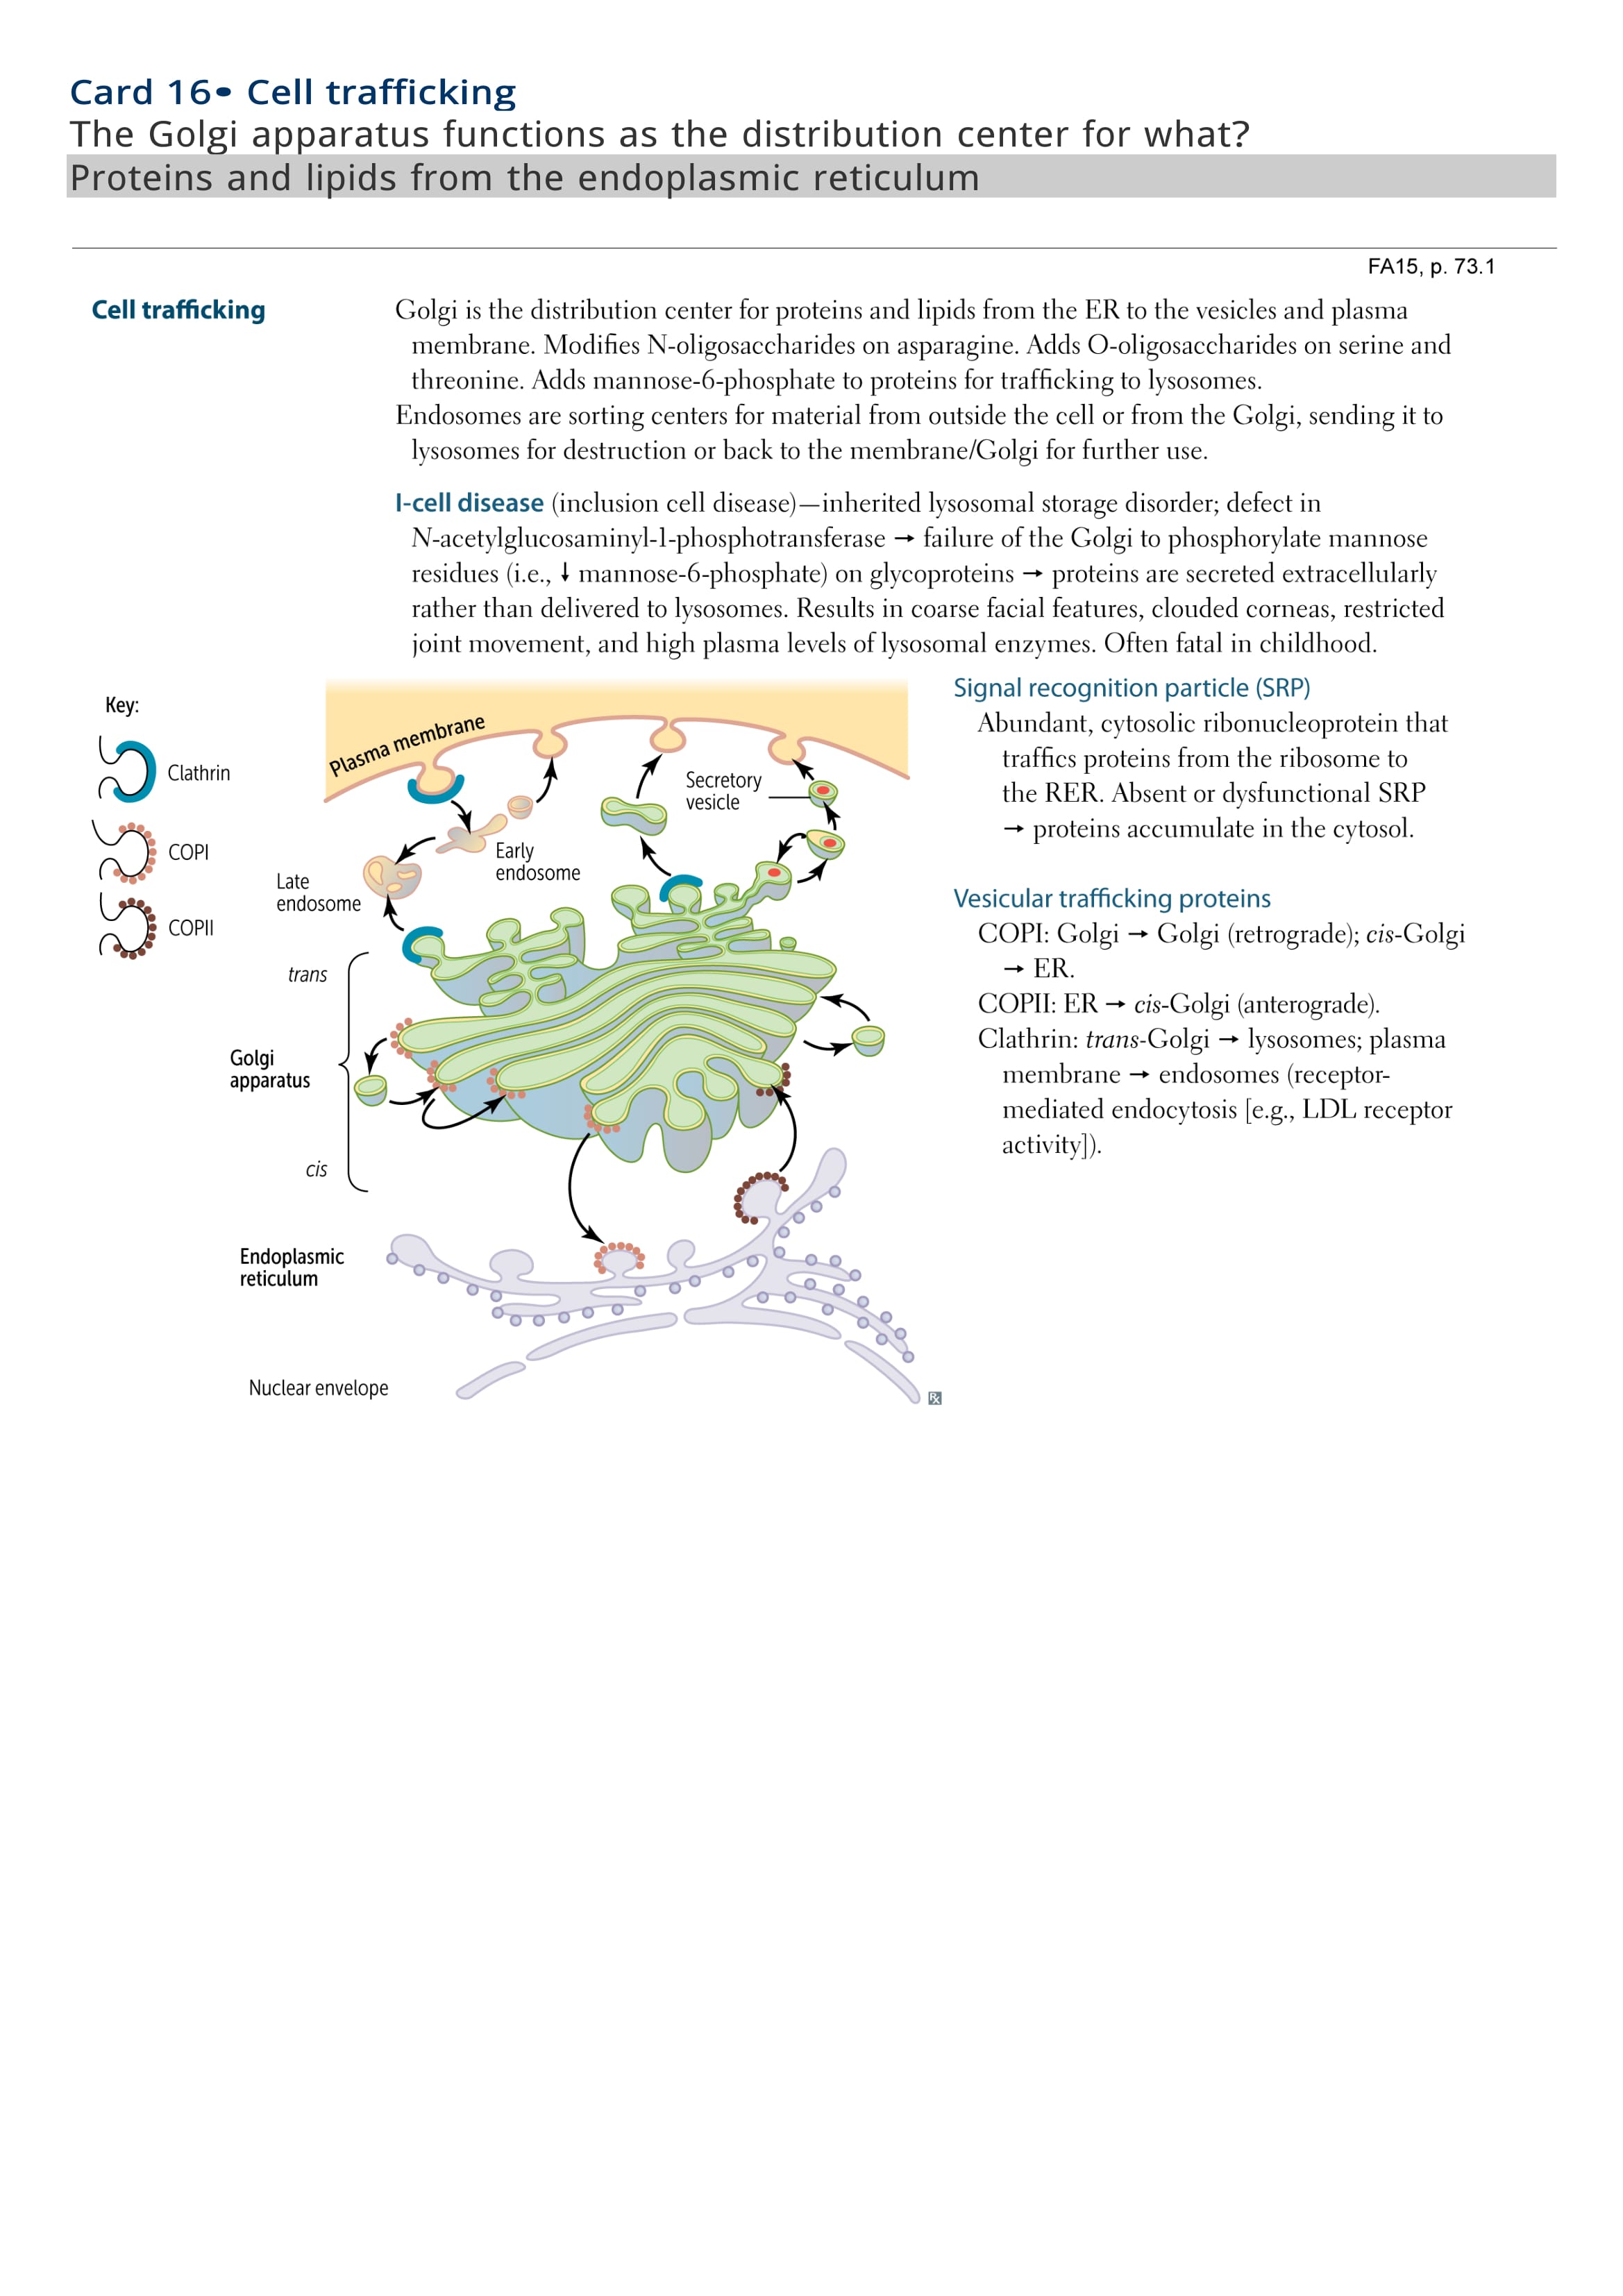 Card 16• Cell trafficking
The Golgi apparatus functions as the distribution center for what?
Proteins and lipids from the endoplasmic reticulum
FA15, p. 73.1
Cell trafficking
Golgi is the distribution center for proteins and lipids from the ER to the vesicles and plasma
membrane. Modifies N-oligosaccharides on asparagine. Adds O-oligosaccharides on serine and
threonine. Adds mannose-6-phosphate to proteins for trafficking to lysosomes.
Endosomes are sorting centers for material from outside the cell or from the Golgi, sending it to
lysosomes for destruction or back to the membrane/Golgi for further use.
I-cell disease (inclusion cell disease)—inherited lysosomal storage disorder; defect in
N-acetylglucosaminyl-1-phosphotransferase → failure of the Golgi to phosphorylate mannose
residues (i.e., ↓ mannose-6-phosphate) on glycoproteins → proteins are secreted extracellularly
rather than delivered to lysosomes. Results in coarse facial features, clouded corneas, restricted
joint movement, and high plasma levels of lysosomal enzymes. Often fatal in childhood.
Key:
Clathrin
COPI
COPII
Plasma membrane
Secretory
vesicle
Early
endosome
Late
endosome
trans
Golgi
apparatus
cis
Endoplasmic
reticulum
Nuclear envelope
Rx
Signal recognition particle (SRP)
Abundant, cytosolic ribonucleoprotein that
traffics proteins from the ribosome to
the RER. Absent or dysfunctional SRP
→ proteins accumulate in the cytosol.
Vesicular trafficking proteins
COPI: Golgi → Golgi (retrograde); cis-Golgi
→ ER.
COPII: ER → cis-Golgi (anterograde).
Clathrin: trans-Golgi → lysosomes; plasma
membrane → endosomes (receptor-
mediated endocytosis [e.g., LDL receptor
activity]).